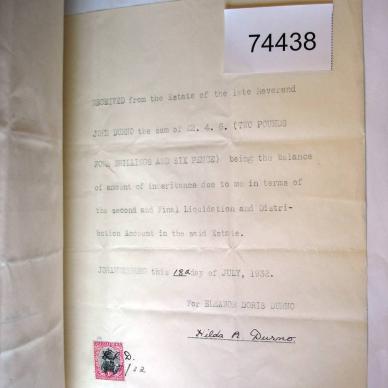 74438
RECEIVED from the Estate of the late Reverend
JOHN DURNO the sum of £2. 4. 6. (TWO POUNDS
FOUR SHILLINGS AND SIX PENCE) being the Balance
of amount of inheritance due to me in terms of
the Second and Final Liquidation and Distri-
bution Account in the said Estate.
JOHANNESBURG this day of JULY, 1932.
For ELEANOR DORIS DURNO
Hilda A. Durno.
D.